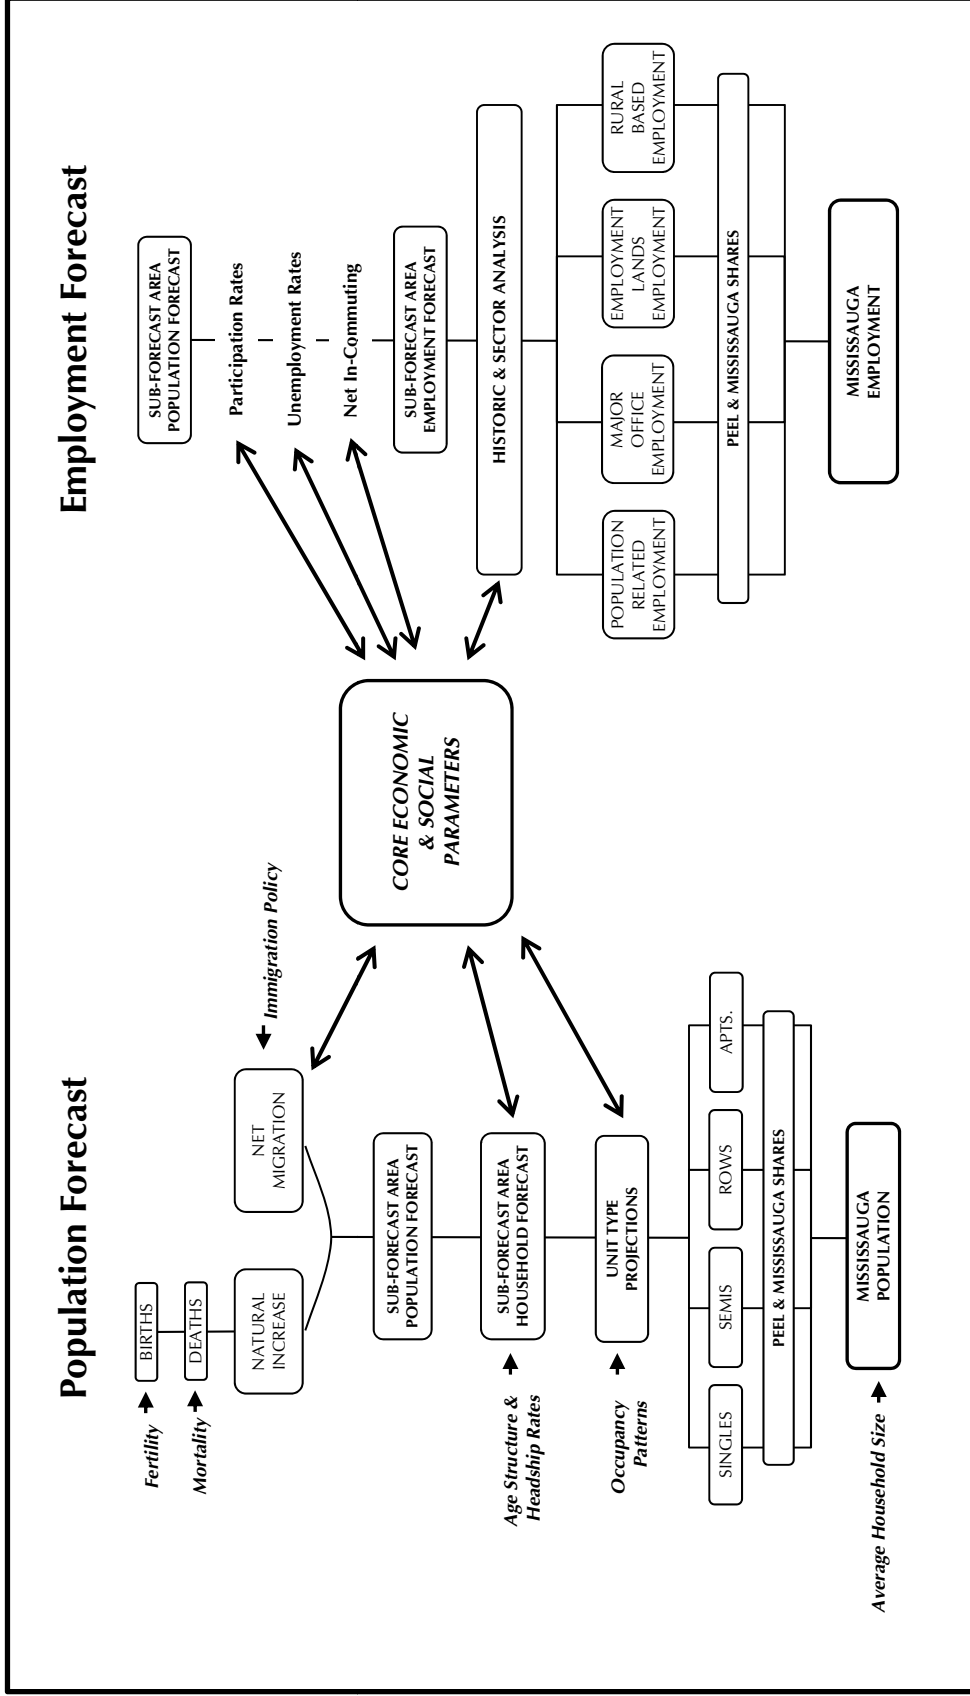 Population Forecast
Fertility
BIRTHS
Mortality
DEATHS
NATURAL
INCREASE
NET
MIGRATION
Immigration Policy
SUB-FORECAST AREA
POPULATION FORECAST
Age Structure &
Headship Rates
SUB-FORECAST AREA
HOUSEHOLD FORECAST
Occupancy
Patterns
UNIT TYPE
PROJECTIONS
SINGLES
SEMIS
ROWS
APTS.
PEEL & MISSISSAUGA SHARES
Average Household Size
MISSISSAUGA
POPULATION
CORE ECONOMIC
& SOCIAL
PARAMETERS
Employment Forecast
SUB-FORECAST AREA
POPULATION FORECAST
Participation Rates
Unemployment Rates
Net In-Commuting
SUB-FORECAST AREA
EMPLOYMENT FORECAST
HISTORIC & SECTOR ANALYSIS
POPULATION
RELATED
EMPLOYMENT
MAJOR
OFFICE
EMPLOYMENT
EMPLOYMENT
LANDS
EMPLOYMENT
RURAL
BASED
EMPLOYMENT
PEEL & MISSISSAUGA SHARES
MISSISSAUGA
EMPLOYMENT